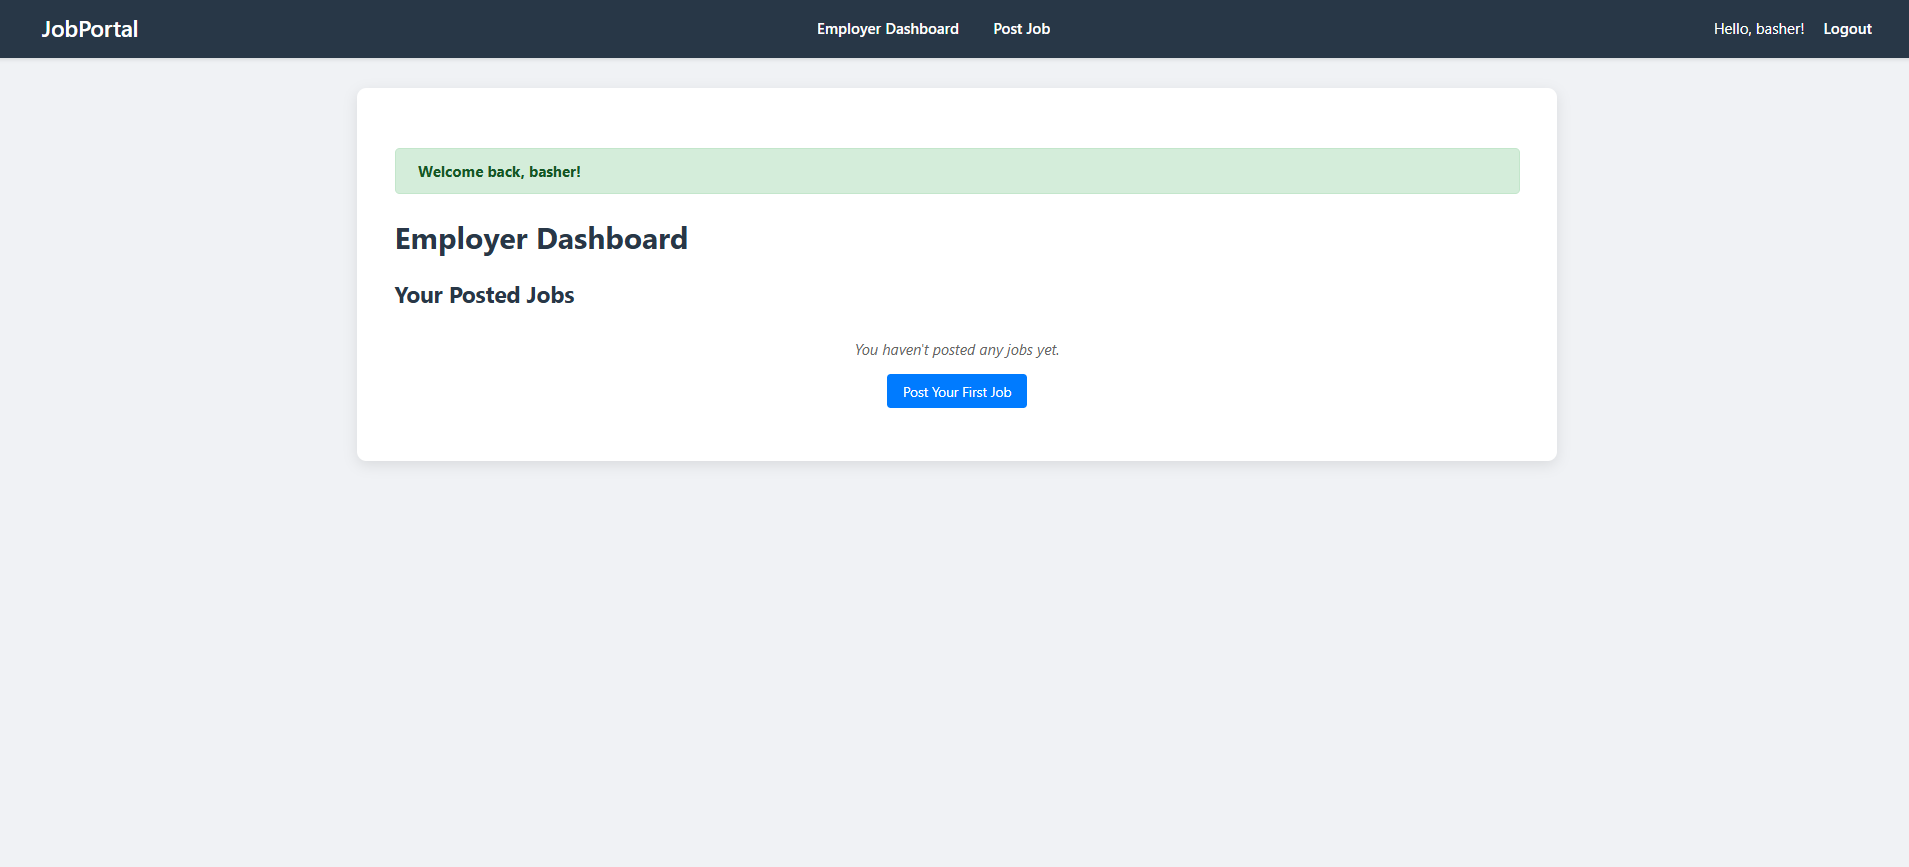 JobPortal
Employer Dashboard
Post Job
Hello, basher!
Logout
Welcome back, basher!
Employer Dashboard
Your Posted Jobs
You haven't posted any jobs yet.
Post Your First Job